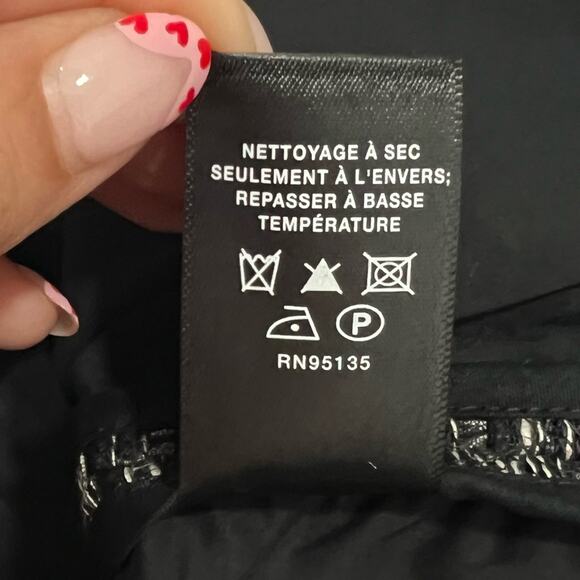 NETTOYAGE À SEC
SEULEMENT À L'ENVERS;
REPASSER À BASSE
TEMPÉRATURE
P
RN95135